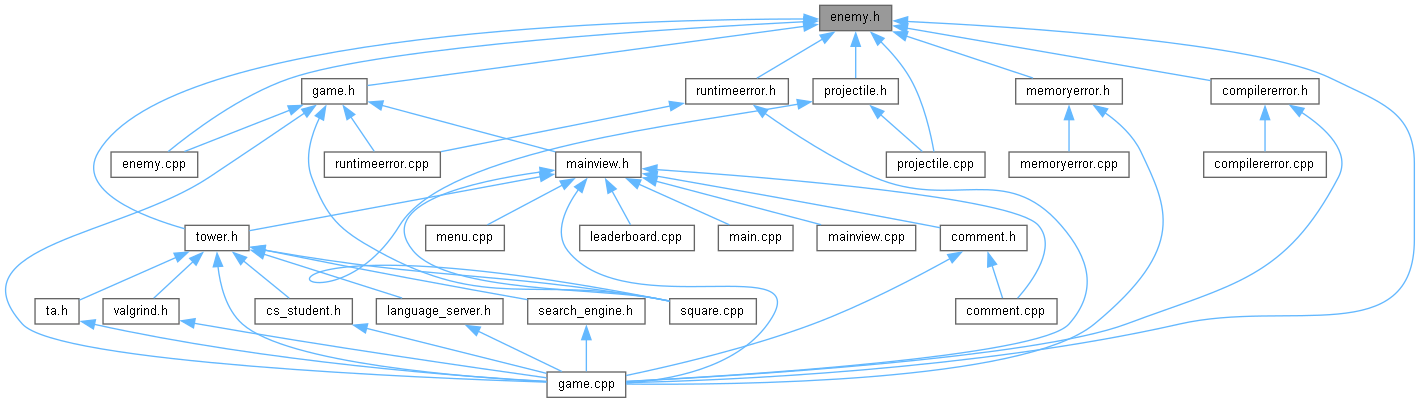 enemy.h
game.h
runtimeerror.h
projectile.h
memoryerror.h
compilererror.h
enemy.cpp
runtimeerror.cpp
mainview.h
projectile.cpp
memoryerror.cpp
compilererror.cpp
tower.h
menu.cpp
leaderboard.cpp
main.cpp
mainview.cpp
comment.h
ta.h
valgrind.h
cs_student.h
language_server.h
search_engine.h
square.cpp
comment.cpp
game.cpp